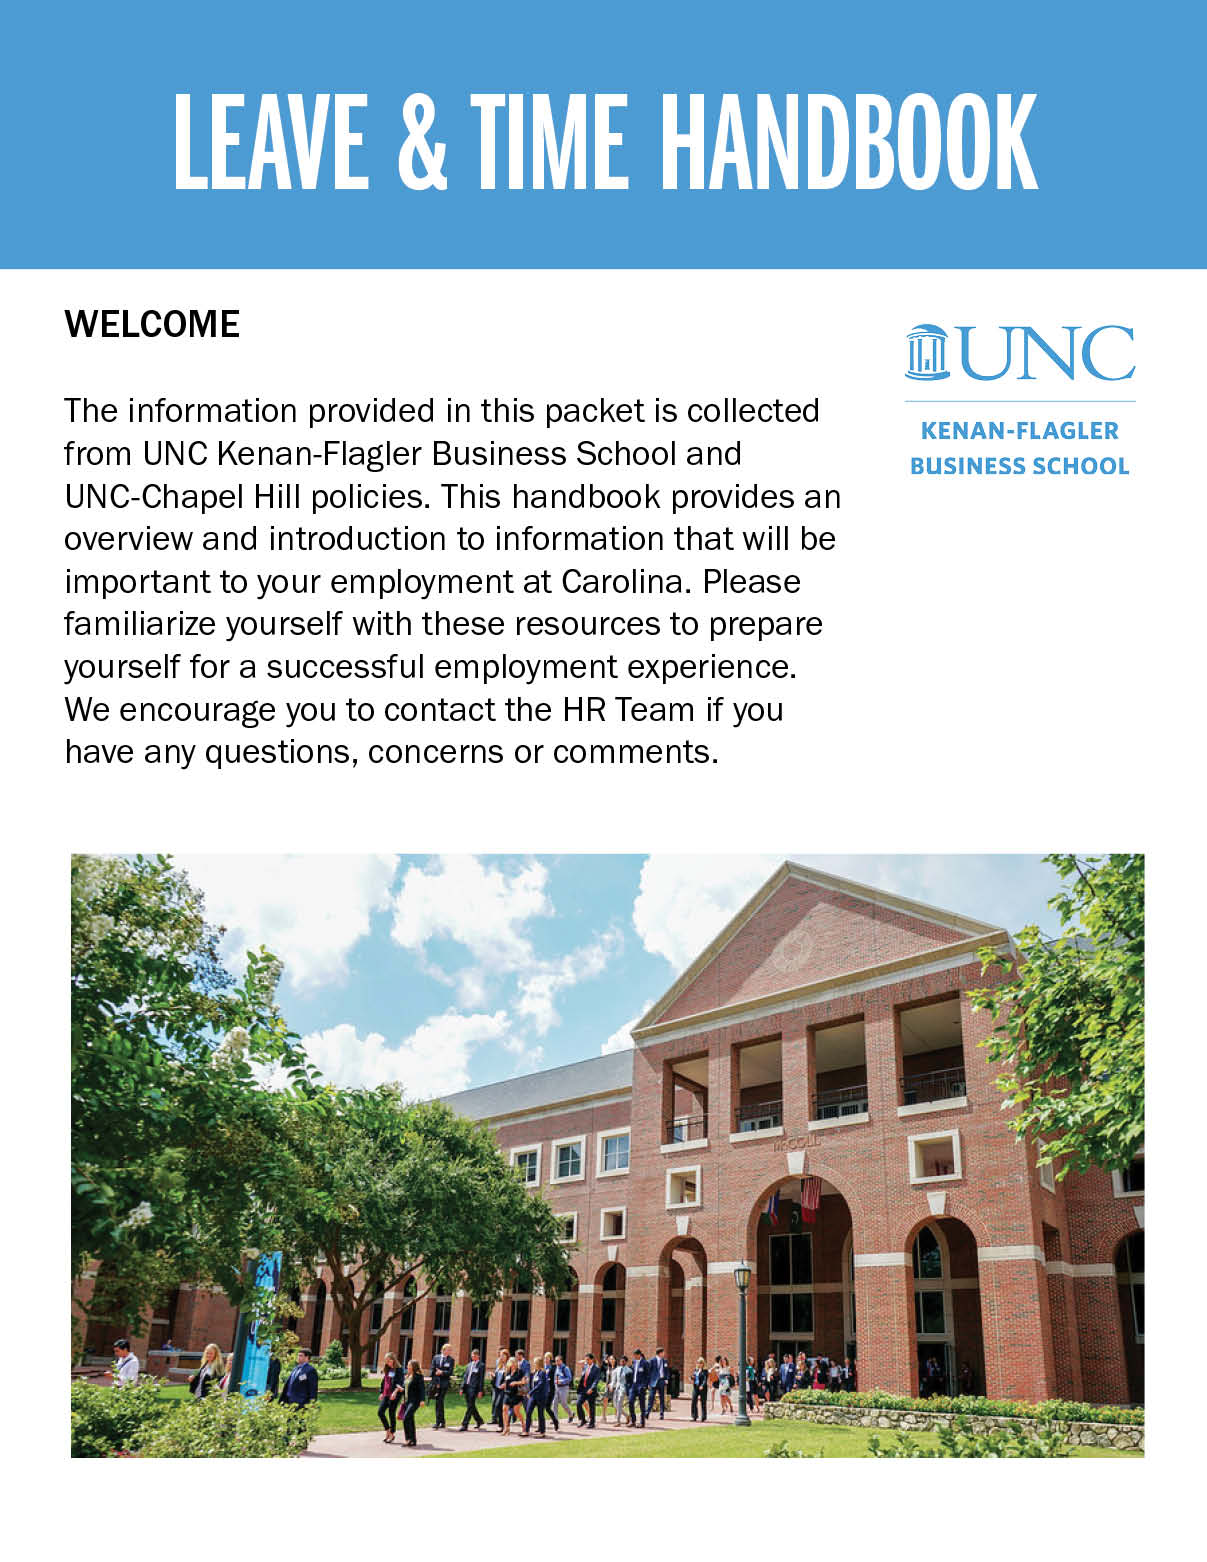 LEAVE & TIME HANDBOOK
WELCOME
The information provided in this packet is collected
from UNC Kenan-Flagler Business School and
UNC-Chapel Hill policies. This handbook provides an
overview and introduction to information that will be
important to your employment at Carolina. Please
familiarize yourself with these resources to prepare
yourself for a successful employment experience.
We encourage you to contact the HR Team if you
have any questions, concerns or comments.
UNC
KENAN-FLAGLER
BUSINESS SCHOOL
MCCOLL